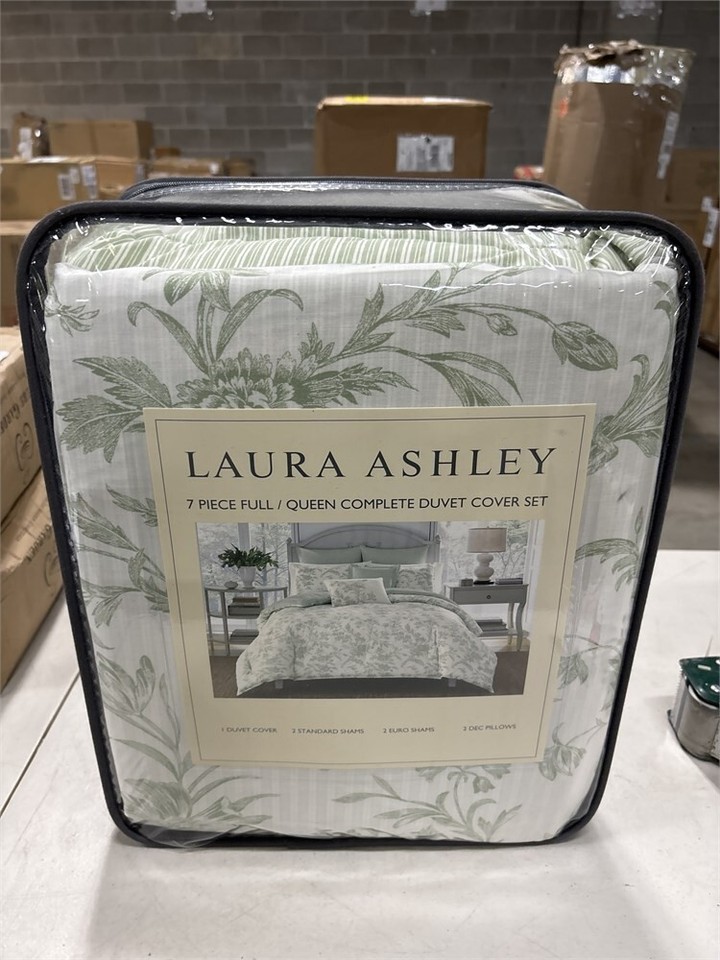 LAURA ASHLEY
7 PIECE FULL / QUEEN COMPLETE DUVET COVER SET
1 DUVET COVER 2 STANDARD SHAMS 2 EURO SHAMS 2 DEC PILLOWS